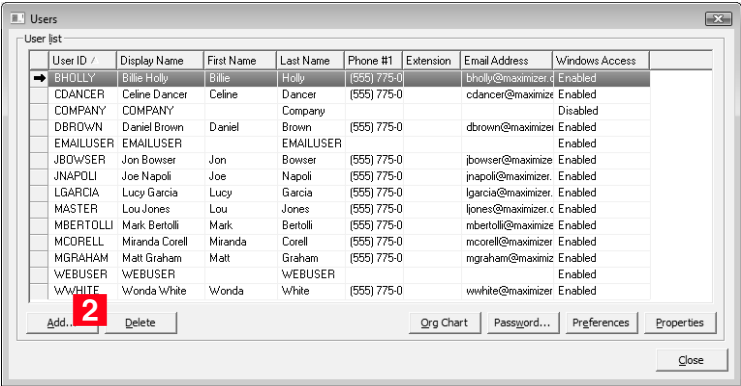 Users
User list
User ID / Display Name First Name Last Name Phone #1 Extension Email Address Windows Access
BHOLLY Billie Holly Billie Holly (555) 775-0 bholly@maximizer.c Enabled
CDANCER Celine Dancer Celine Dancer (555) 775-0 cdancer@maximize Enabled
COMPANY COMPANY Company Disabled
DBROWN Daniel Brown Daniel Brown (555) 775-0 dbrown@maximizer Enabled
EMAILUSER EMAILUSER EMAILUSER Enabled
JBOWSER Jon Bowser Jon Bowser (555) 775-0 jbowser@maximize Enabled
JNAPOLI Joe Napoli Joe Napoli (555) 775-0 jnapoli@maximizer. Enabled
LGARCIA Lucy Garcia Lucy Garcia (555) 775-0 lgarcia@maximizer. Enabled
MASTER Lou Jones Lou Jones (555) 775-0 ljones@maximizer.c Enabled
MBERTOLLI Mark Bertolli Mark Bertolli (555) 775-0 mbertolli@maximize Enabled
MCORELL Miranda Corell Miranda Corell (555) 775-0 mcorell@maximizer Enabled
MGRAHAM Matt Graham Matt Graham (555) 775-0 mgraham@maximiz Enabled
WEBUSER WEBUSER WEBUSER Enabled
WWHITE Wonda White Wonda White (555) 775-0 wwhite@maximizer Enabled
Add... 2 Delete Org Chart Password... Preferences Properties
Close